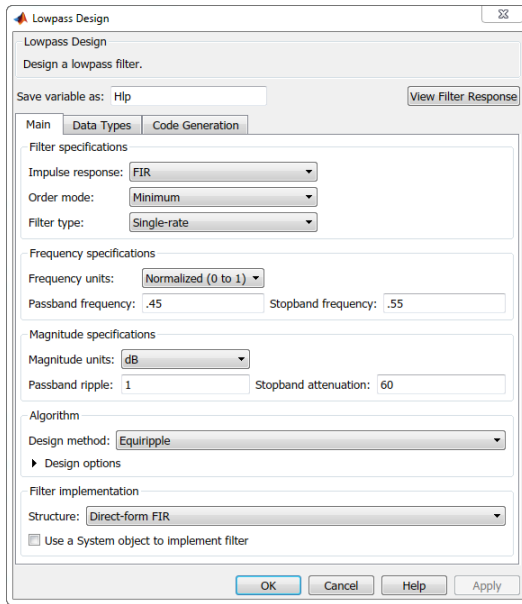 Lowpass Design
Lowpass Design
Design a lowpass filter.
Save variable as: Hlp View Filter Response
Main Data Types Code Generation
Filter specifications
Impulse response: FIR
Order mode: Minimum
Filter type: Single-rate
Frequency specifications
Frequency units: Normalized (0 to 1)
Passband frequency: .45 Stopband frequency: .55
Magnitude specifications
Magnitude units: dB
Passband ripple: 1 Stopband attenuation: 60
Algorithm
Design method: Equiripple
Design options
Filter implementation
Structure: Direct-form FIR
Use a System object to implement filter
OK Cancel Help Apply